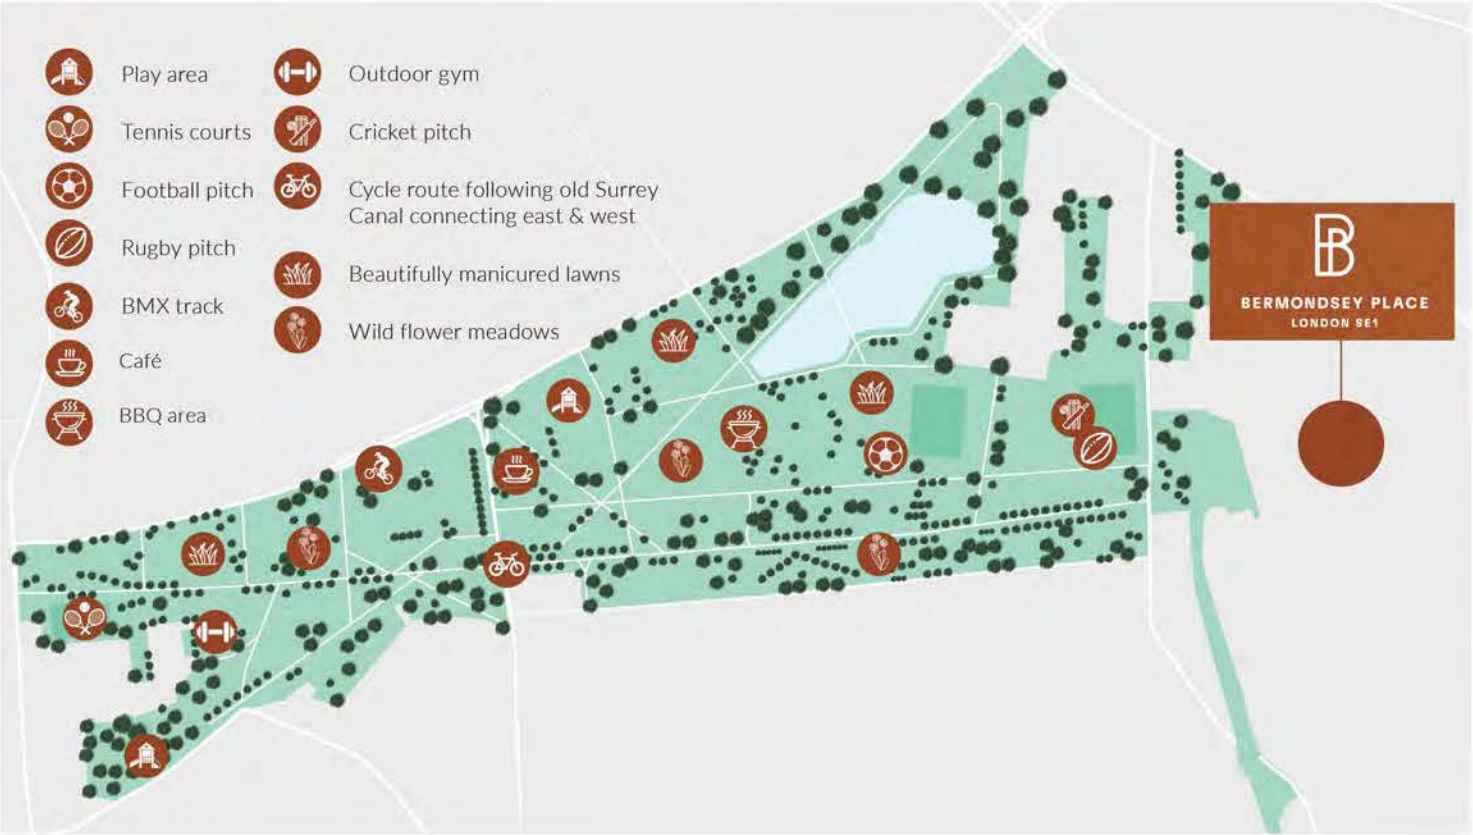 Play area
Tennis courts
Football pitch
Rugby pitch
BMX track
Café
BBQ area
Outdoor gym
Cricket pitch
Cycle route following old Surrey
Canal connecting east & west
Beautifully manicured lawns
Wild flower meadows
BERMONDSEY PLACE
LONDON SE1